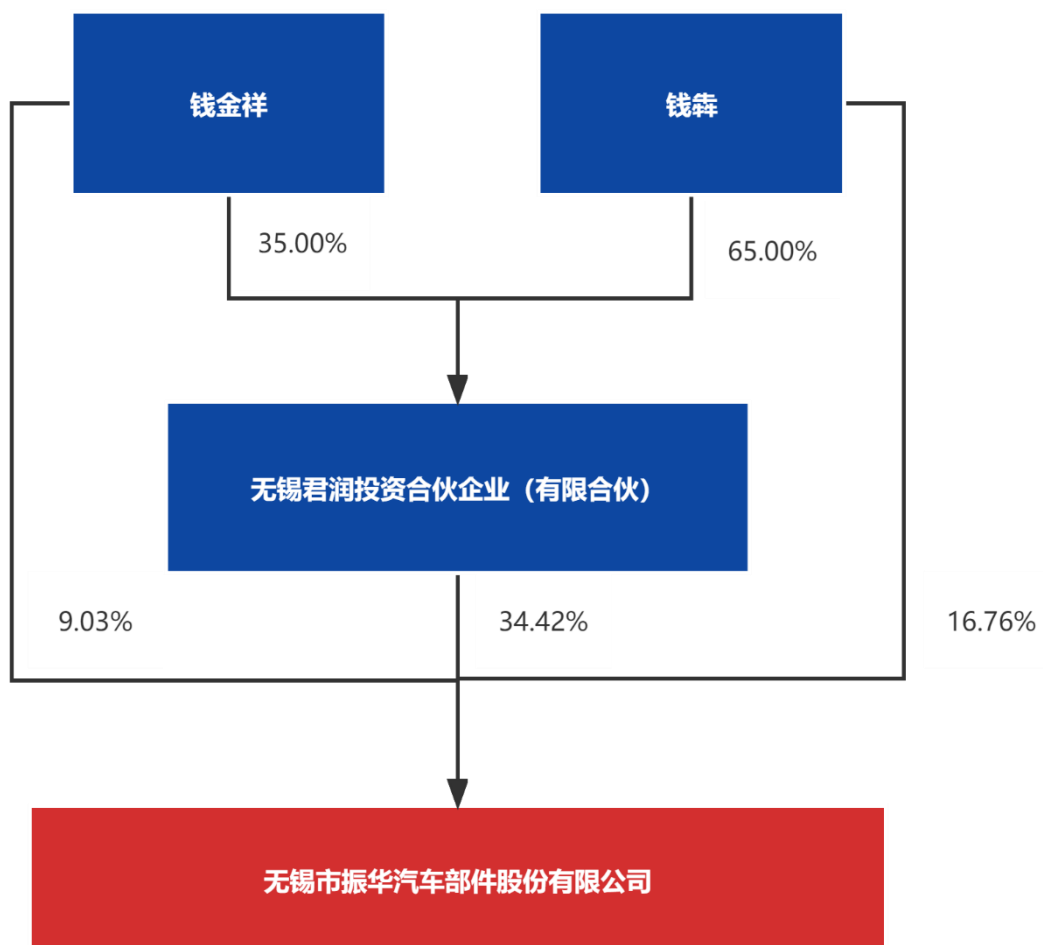 钱金祥
钱犇
35.00%
65.00%
无锡君润投资合伙企业（有限合伙）
9.03%
34.42%
16.76%
无锡市振华汽车部件股份有限公司